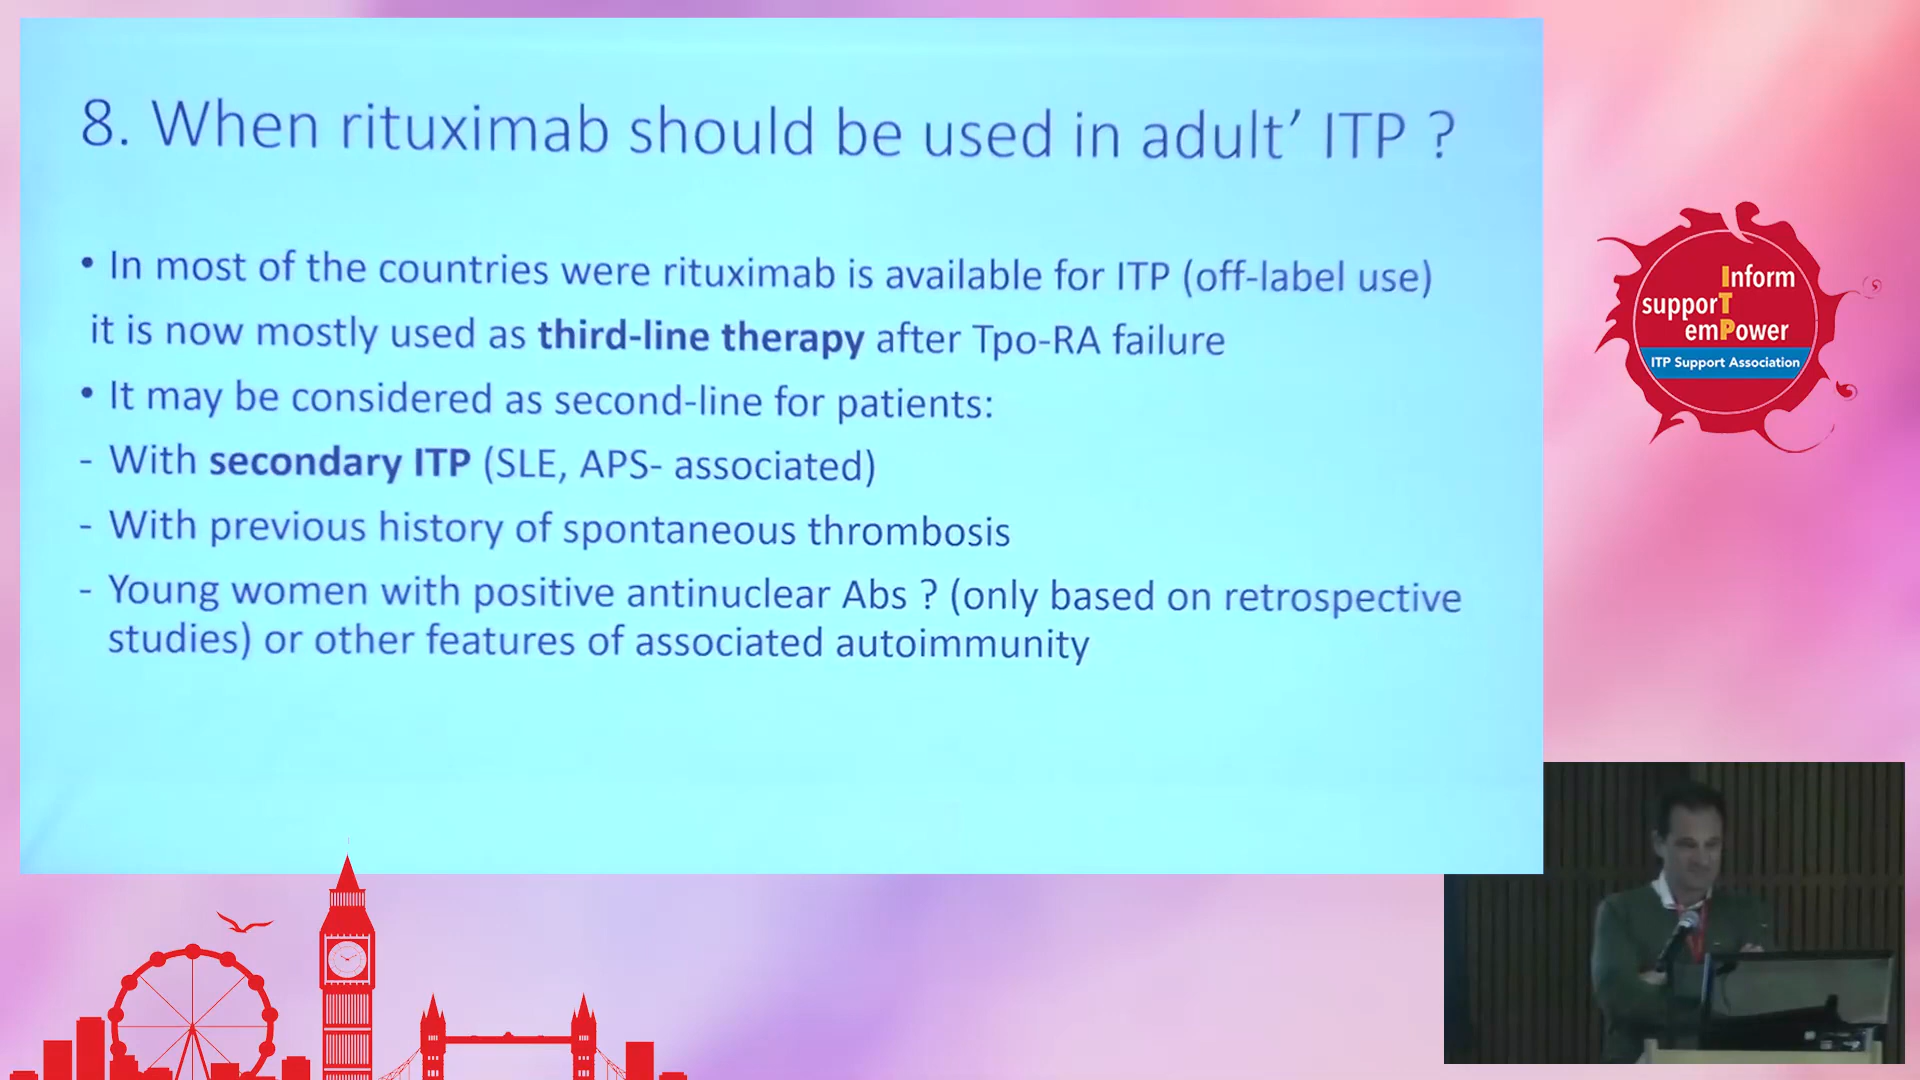 8. When rituximab should be used in adult’ ITP ?
• In most of the countries were rituximab is available for ITP (off-label use)
it is now mostly used as third-line therapy after Tpo-RA failure
• It may be considered as second-line for patients:
- With secondary ITP (SLE, APS- associated)
- With previous history of spontaneous thrombosis
- Young women with positive antinuclear Abs ? (only based on retrospective
studies) or other features of associated autoimmunity
Inform
supporT
emPower
ITP Support Association